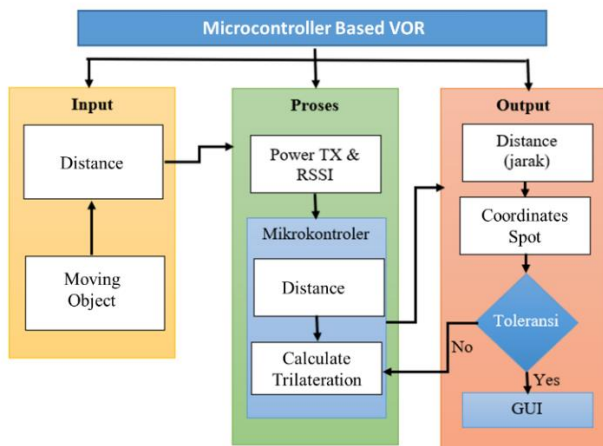 Microcontroller Based VOR
Input
Distance
Moving
Object
Proses
Power TX &
RSSI
Mikrokontroler
Distance
Calculate
Trilateration
Output
Distance
(jarak)
Coordinates
Spot
Toleransi
No
Yes
GUI